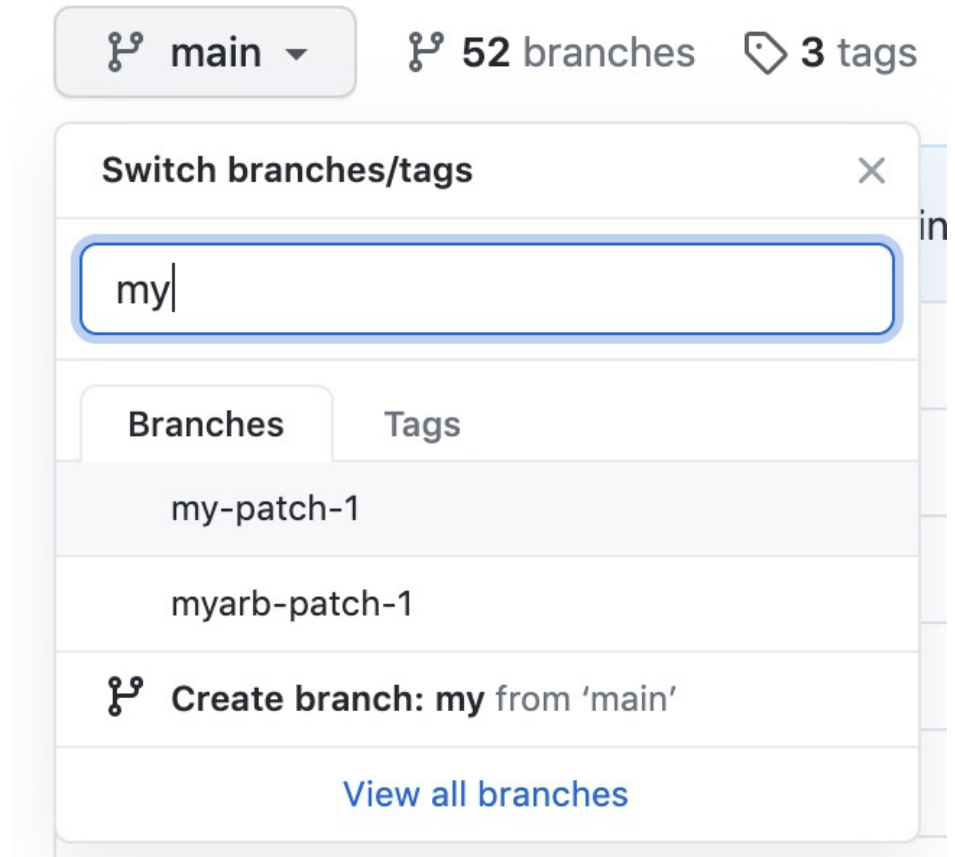 main 52 branches 3 tags
Switch branches/tags
in
my
Branches Tags
my-patch-1
myarb-patch-1
Create branch: my from ‘main’
View all branches